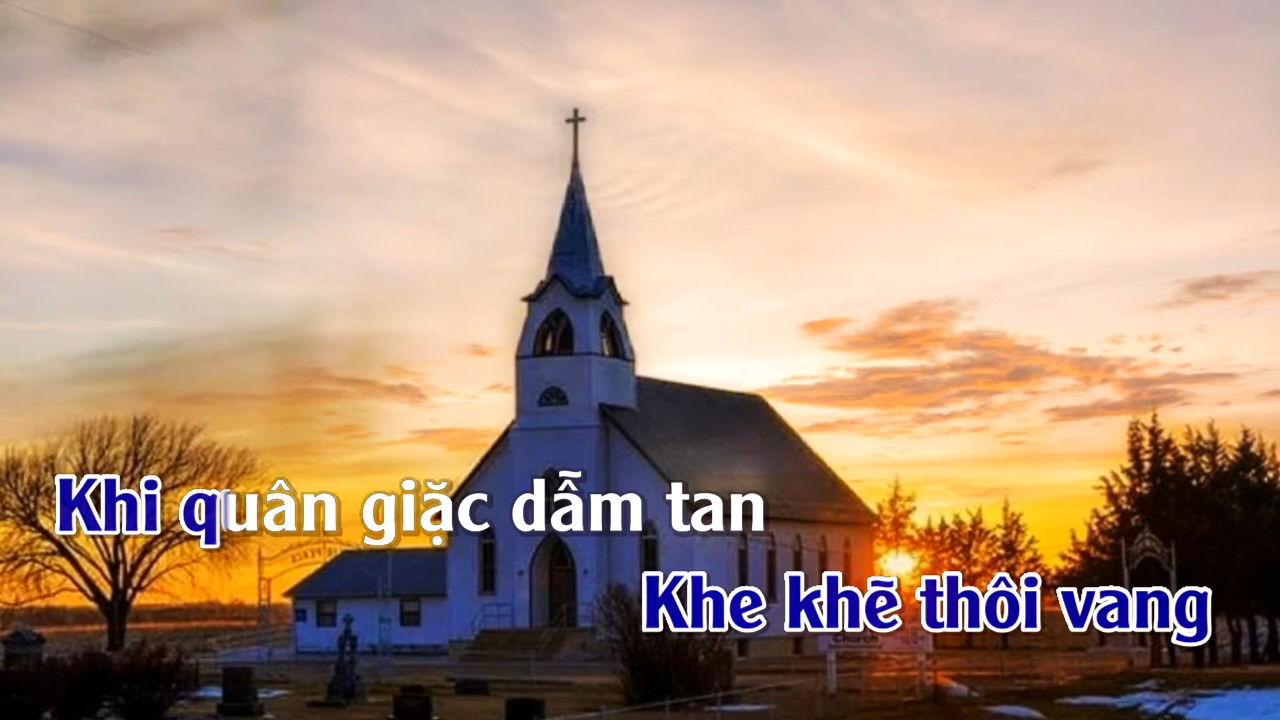 Khi quân giặc dẫm tan
Khe khẽ thôi vang